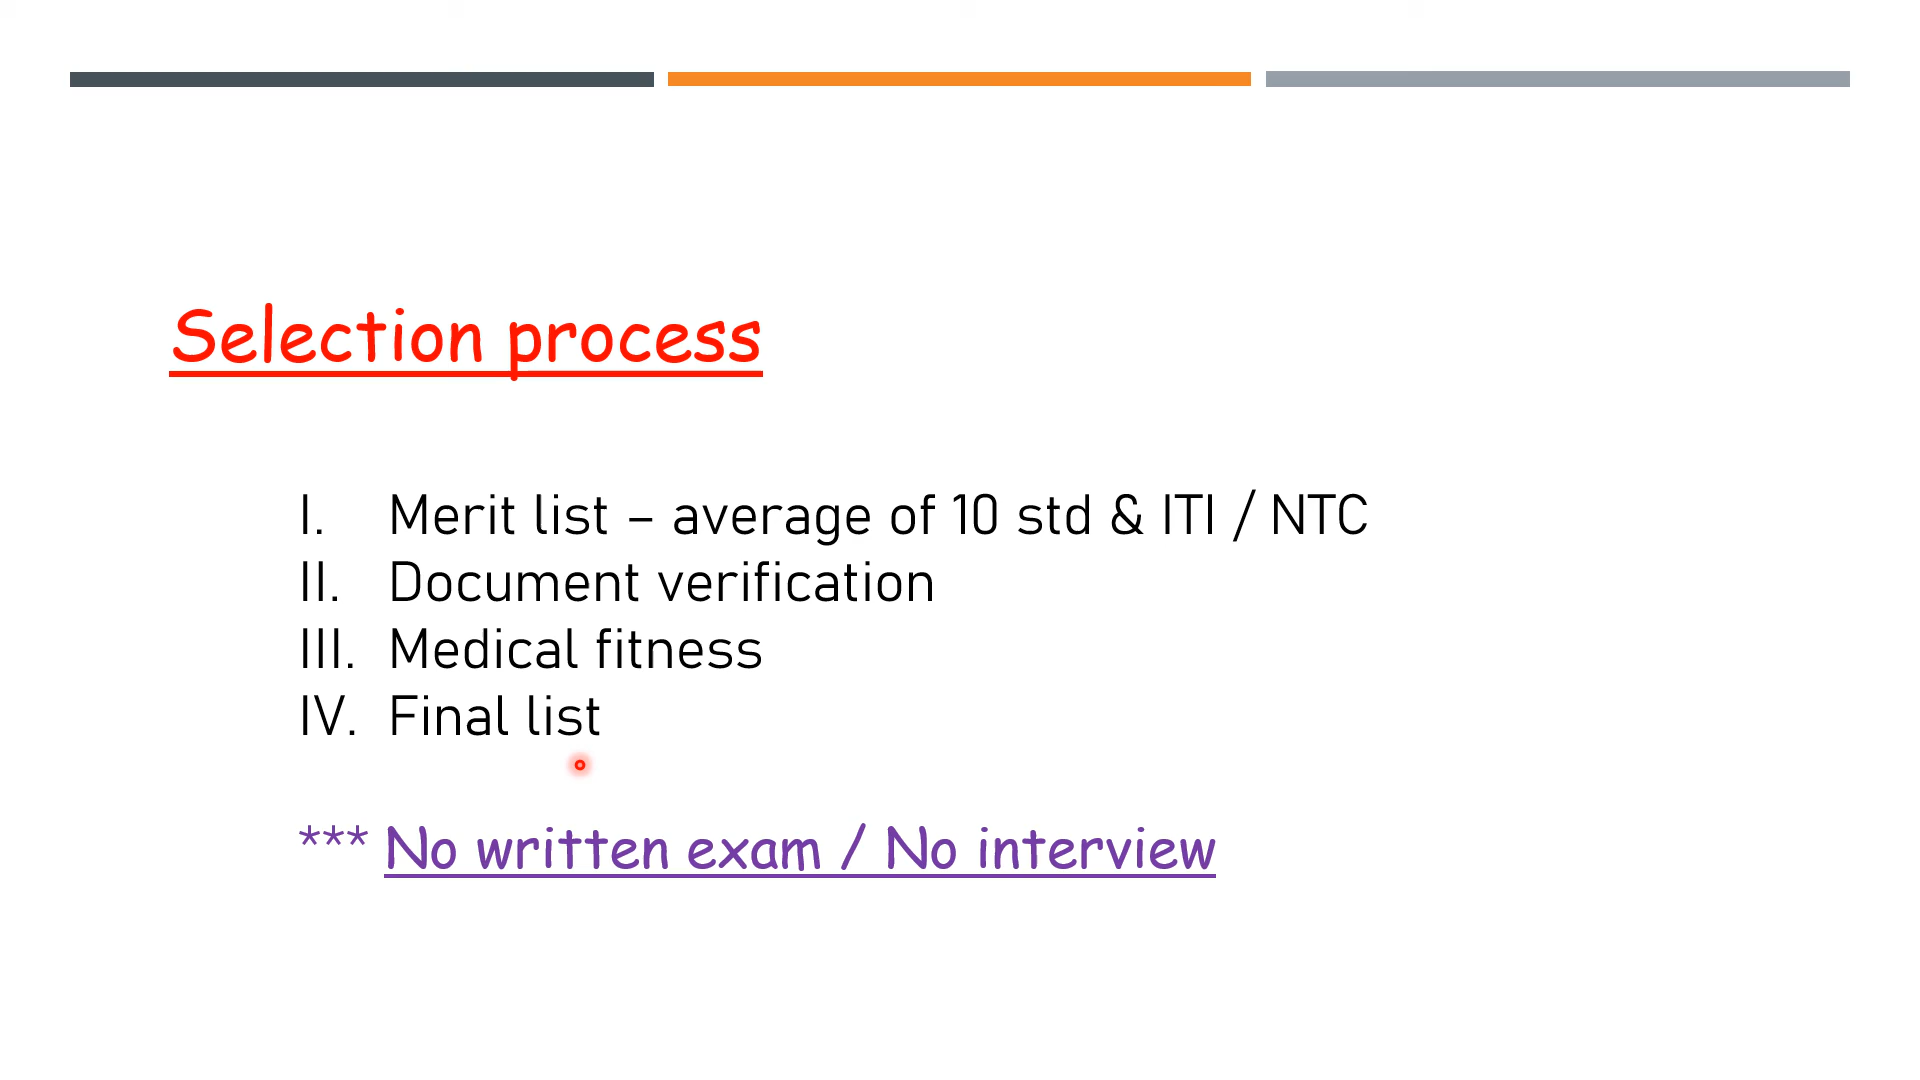 Selection process
I. Merit list – average of 10 std & ITI / NTC
II. Document verification
III. Medical fitness
IV. Final list
*** No written exam / No interview